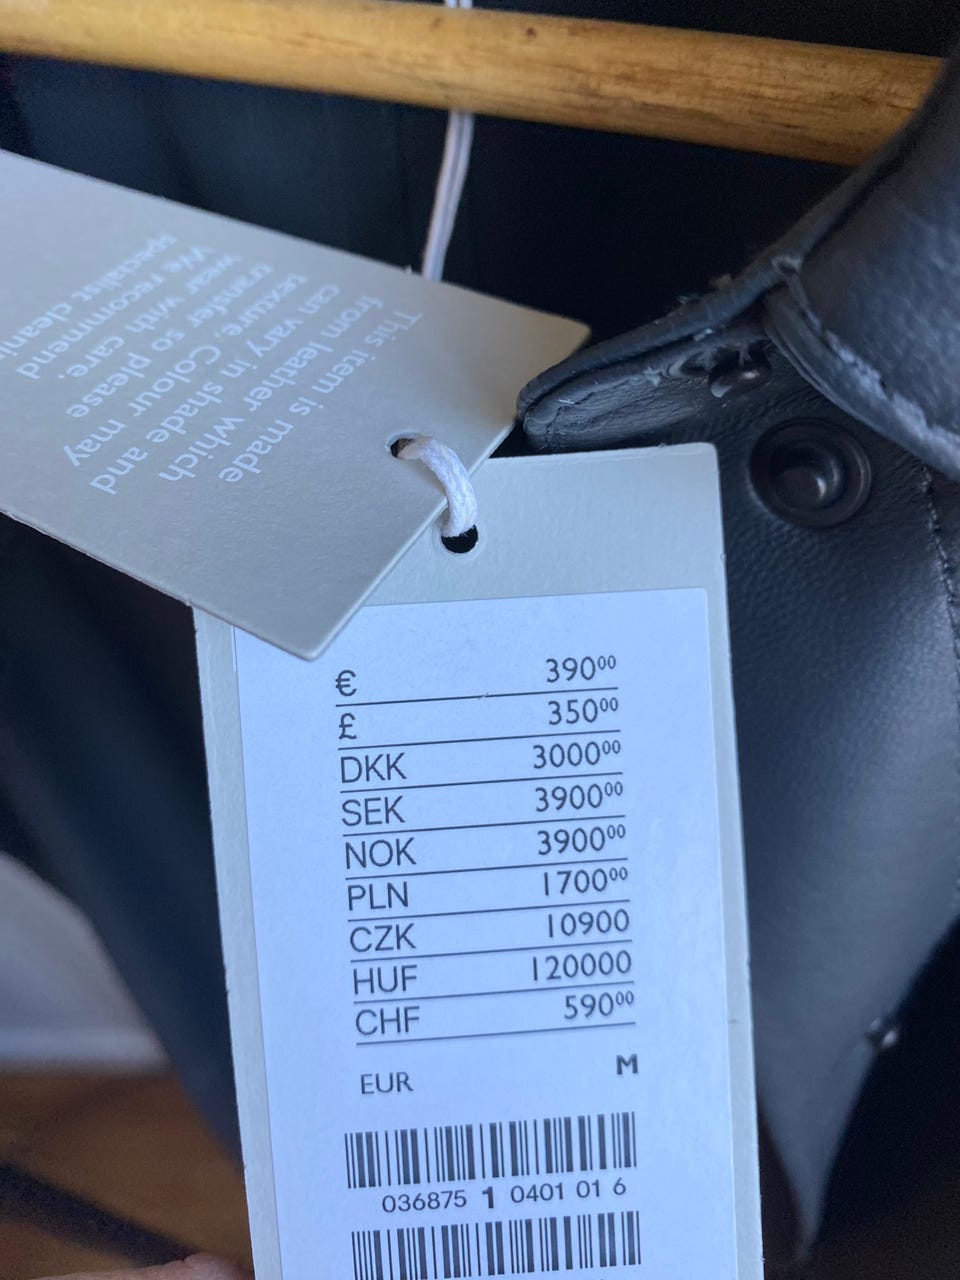 This item is made
from leather which
can vary in shade and
texture. Colour may
transfer so please
wear with care.
We recommend
specialist
€ 390⁰⁰
£ 350⁰⁰
DKK 3000⁰⁰
SEK 3900⁰⁰
NOK 3900⁰⁰
PLN 1700⁰⁰
CZK 10900
HUF 120000
CHF 590⁰⁰
EUR M
036875 1 0401 01 6